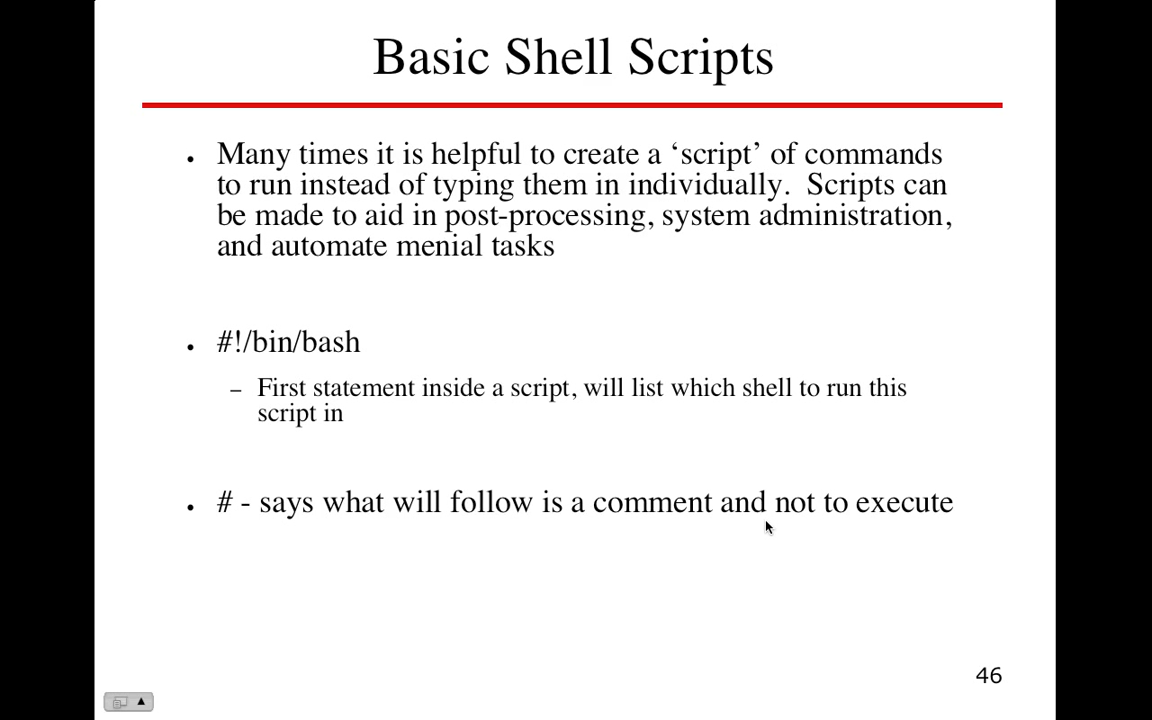 Basic Shell Scripts
• Many times it is helpful to create a ‘script’ of commands
to run instead of typing them in individually.  Scripts can
be made to aid in post-processing, system administration,
and automate menial tasks
• #!/bin/bash
– First statement inside a script, will list which shell to run this
script in
• # - says what will follow is a comment and not to execute
46